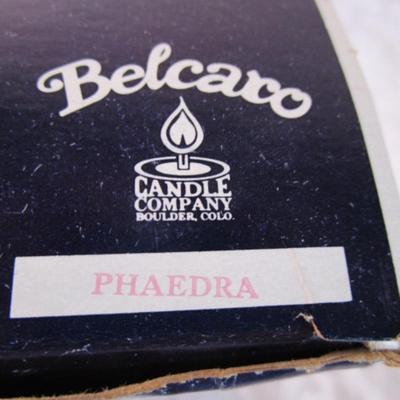 Belcaro
CANDLE
COMPANY
BOULDER, COLO.
PHAEDRA